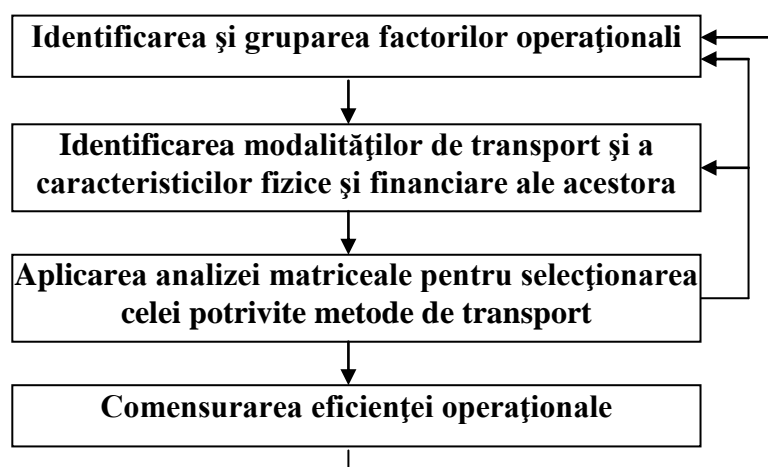 Identificarea şi gruparea factorilor operaţionali
Identificarea modalităţilor de transport şi a
caracteristicilor fizice şi financiare ale acestora
Aplicarea analizei matriceale pentru selecţionarea
celei potrivite metode de transport
Comensurarea eficienţei operaţionale